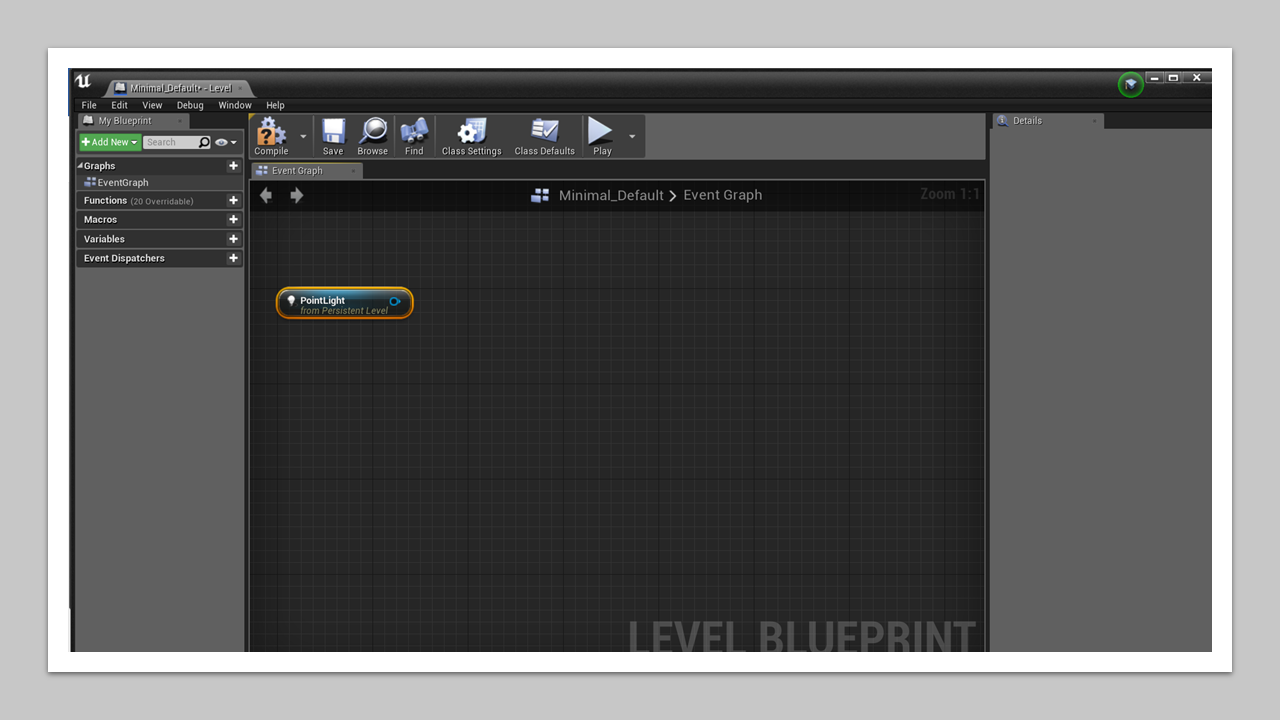 Minimal_Default* - Level
File Edit View Debug Window Help
My Blueprint
Add New Search
Graphs
EventGraph
Functions (20 Overridable)
Macros
Variables
Event Dispatchers
Compile Save Browse Find Class Settings Class Defaults Play
Event Graph
Minimal_Default > Event Graph
Zoom 1:1
PointLight
from Persistent Level
LEVEL BLUEPRINT
Details